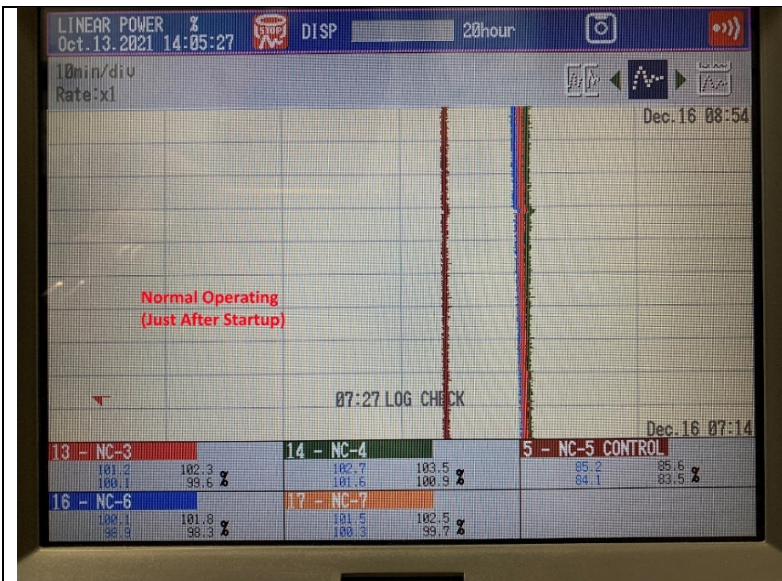 LINEAR POWER %
Oct.13.2021 14:05:27
STOP
DISP
20hour
10min/div
Rate:x1
Dec.16 08:54
Normal Operating
(Just After Startup)
07:27 LOG CHECK
Dec.16 07:14
13 - NC-3
101.2 102.3 %
100.1 99.6
14 - NC-4
102.7 103.5 %
101.6 100.9
5 - NC-5 CONTROL
85.2 85.6 %
84.1 83.5
16 - NC-6
100.1 101.8 %
98.9 98.3
17 - NC-7
101.5 102.5 %
100.3 99.7